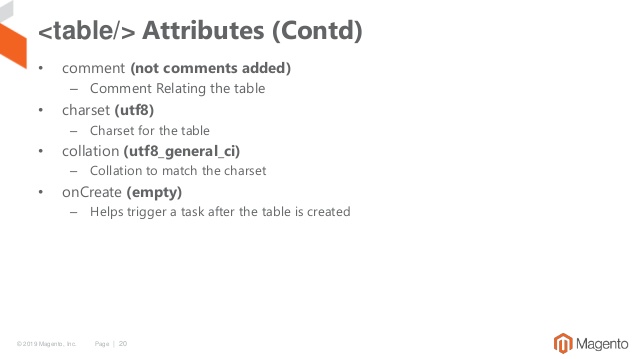 <table/> Attributes (Contd)
• comment (not comments added)
– Comment Relating the table
• charset (utf8)
– Charset for the table
• collation (utf8_general_ci)
– Collation to match the charset
• onCreate (empty)
– Helps trigger a task after the table is created
© 2019 Magento, Inc. Page | 20
Magento